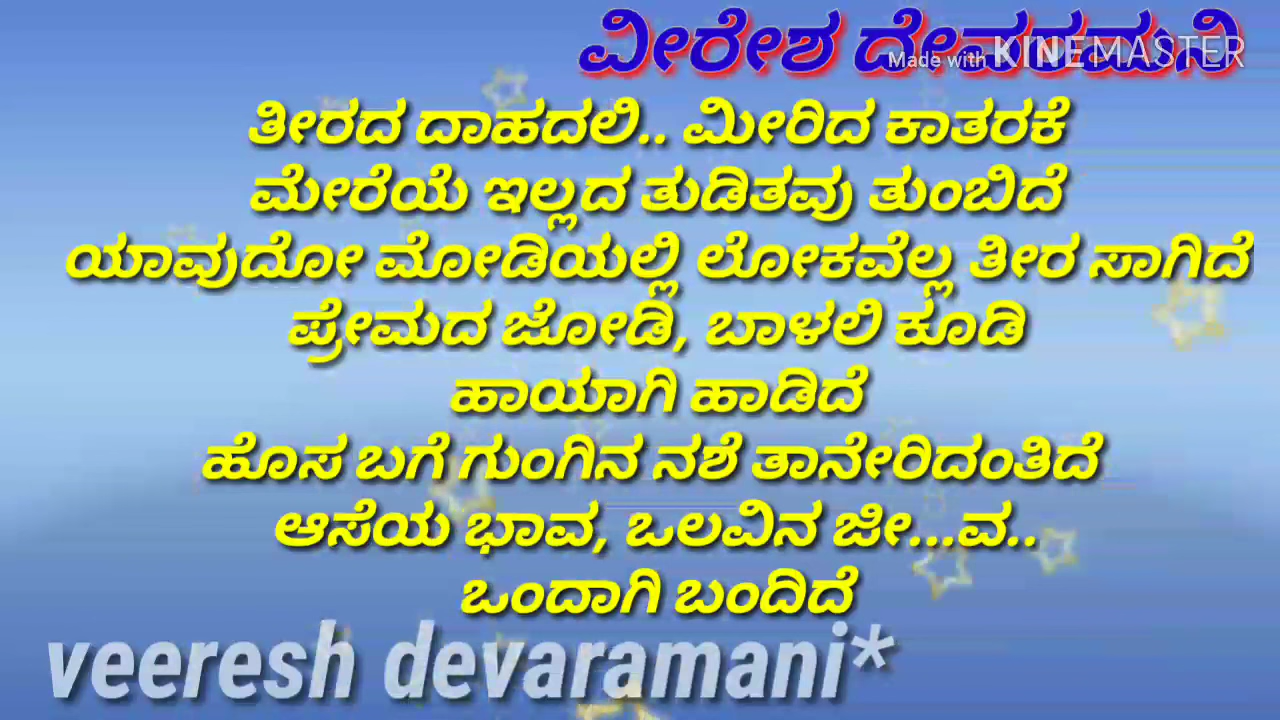 ವೀರೇಶ ದೇವರಮನಿ
Made with KINEMASTER
ತೀರದ ದಾಹದಲಿ.. ಮೀರಿದ ಕಾತರಕೆ
ಮೇರೆಯೆ ಇಲ್ಲದ ತುಡಿತವು ತುಂಬಿದೆ
ಯಾವುದೋ ಮೋಡಿಯಲ್ಲಿ ಲೋಕವೆಲ್ಲ ತೀರ ಸಾಗಿದೆ
ಪ್ರೇಮದ ಜೋಡಿ, ಬಾಳಲಿ ಕೂಡಿ
ಹಾಯಾಗಿ ಹಾಡಿದೆ
ಹೊಸ ಬಗೆ ಗುಂಗಿನ ನಶೆ ತಾನೇರಿದಂತಿದೆ
ಆಸೆಯ ಭಾವ, ಒಲವಿನ ಜೀ...ವ..
ಒಂದಾಗಿ ಬಂದಿದೆ
veeresh devaramani*